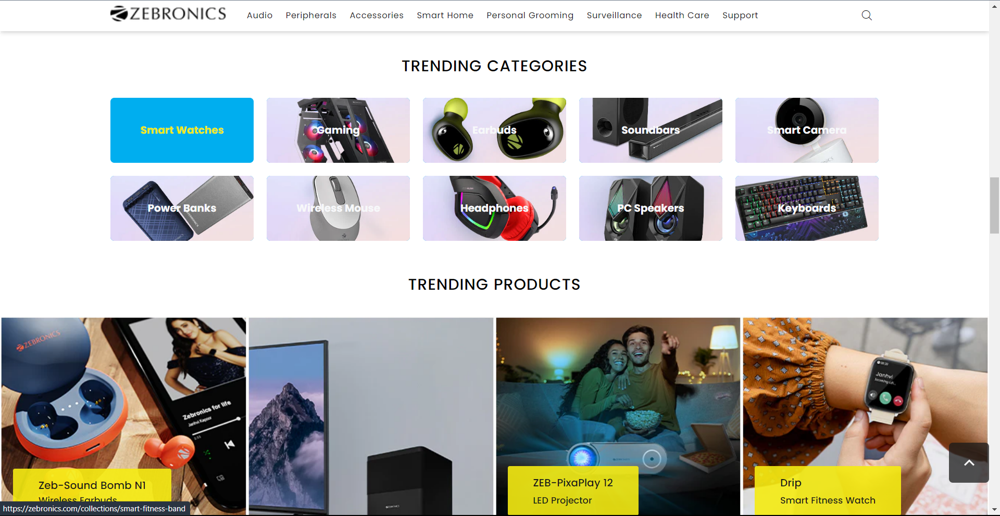 ZEBRONICS Audio Peripherals Accessories Smart Home Personal Grooming Surveillance Health Care Support
TRENDING CATEGORIES
Smart Watches
Gaming
Earbuds
Soundbars
Smart Camera
Power Banks
Wireless Mouse
Headphones
PC Speakers
Keyboards
TRENDING PRODUCTS
ZEBRONICS
Zebronics for life
Janhvi Kapoor
Janhvi
Zeb-Sound Bomb N1
Wireless Earbuds
ZEB-PixaPlay 12
LED Projector
Drip
Smart Fitness Watch
https://zebronics.com/collections/smart-fitness-band